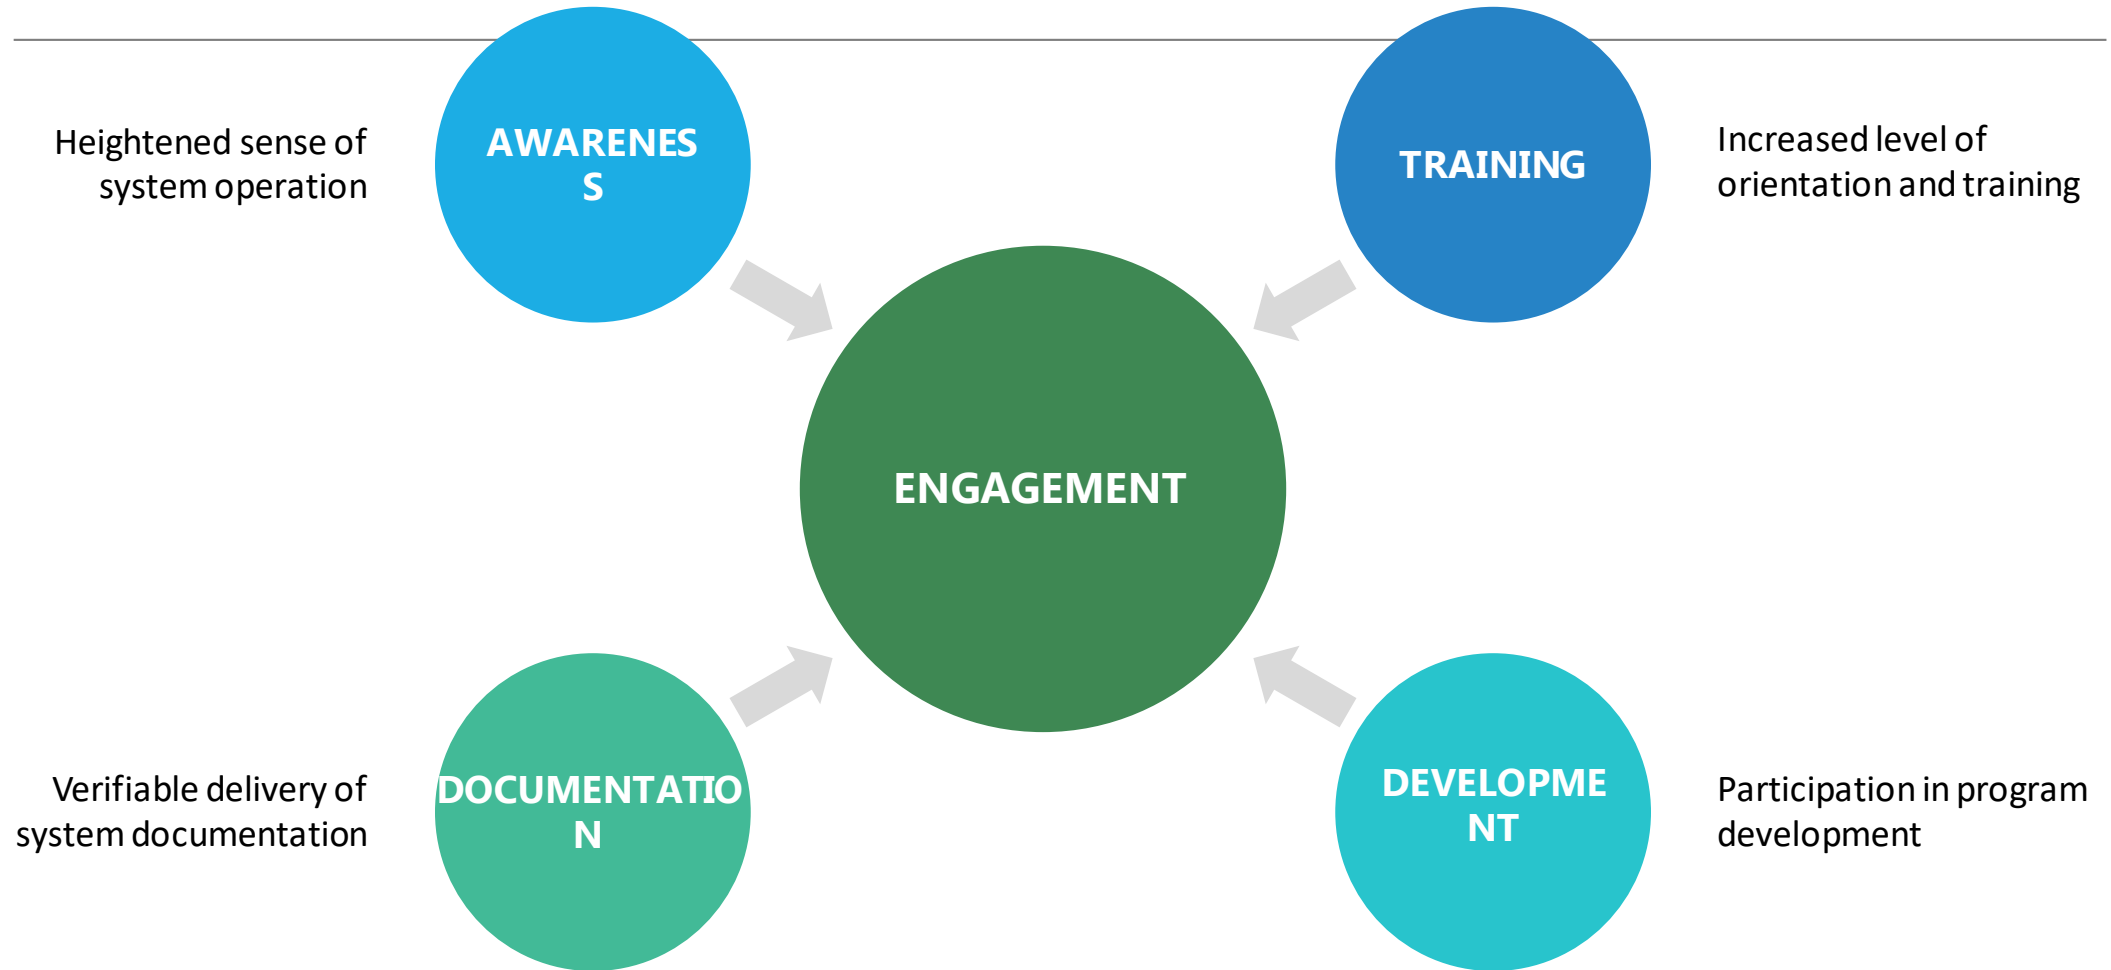 Heightened sense of
system operation
AWARENES
S
TRAINING
Increased level of
orientation and training
ENGAGEMENT
Verifiable delivery of
system documentation
DOCUMENTATIO
N
DEVELOPME
NT
Participation in program
development